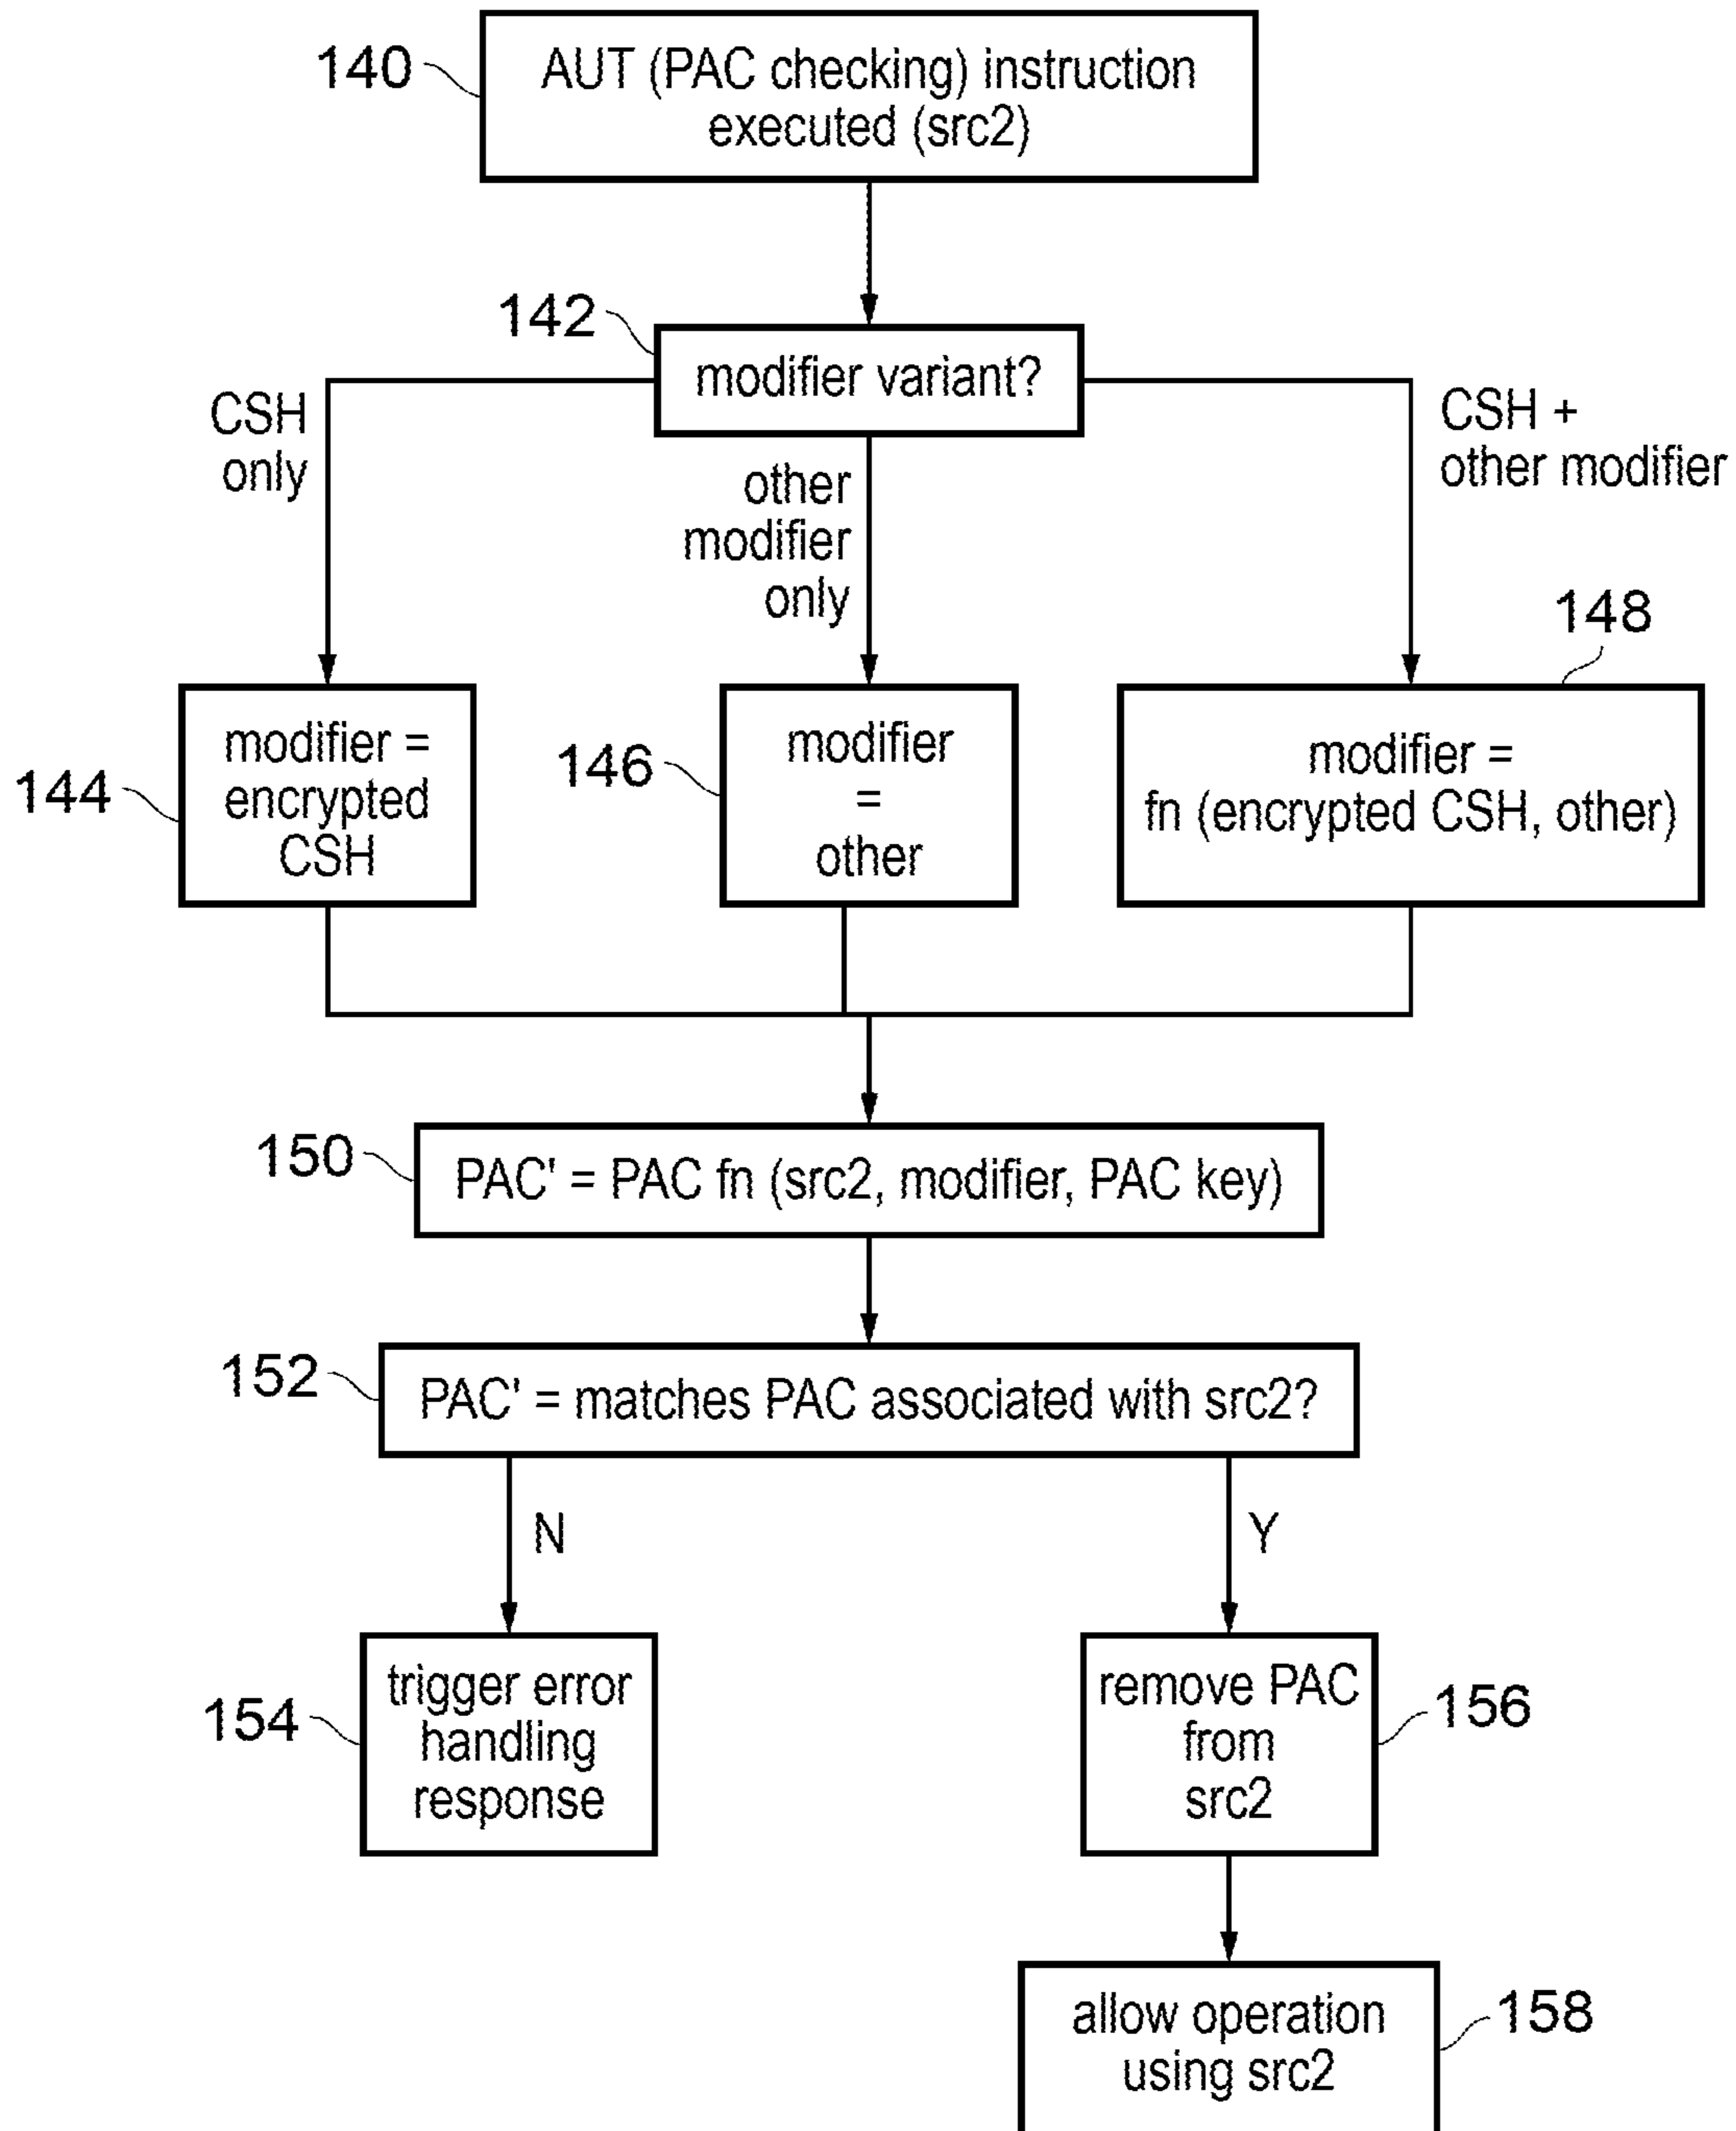 140
AUT (PAC checking) instruction
executed (src2)
142
modifier variant?
CSH
only
other
modifier
only
CSH +
other modifier
144
modifier =
encrypted
CSH
146
modifier
=
other
148
modifier =
fn (encrypted CSH, other)
150
PAC' = PAC fn (src2, modifier, PAC key)
152
PAC' = matches PAC associated with src2?
N
Y
154
trigger error
handling
response
remove PAC
from
src2
156
allow operation
using src2
158